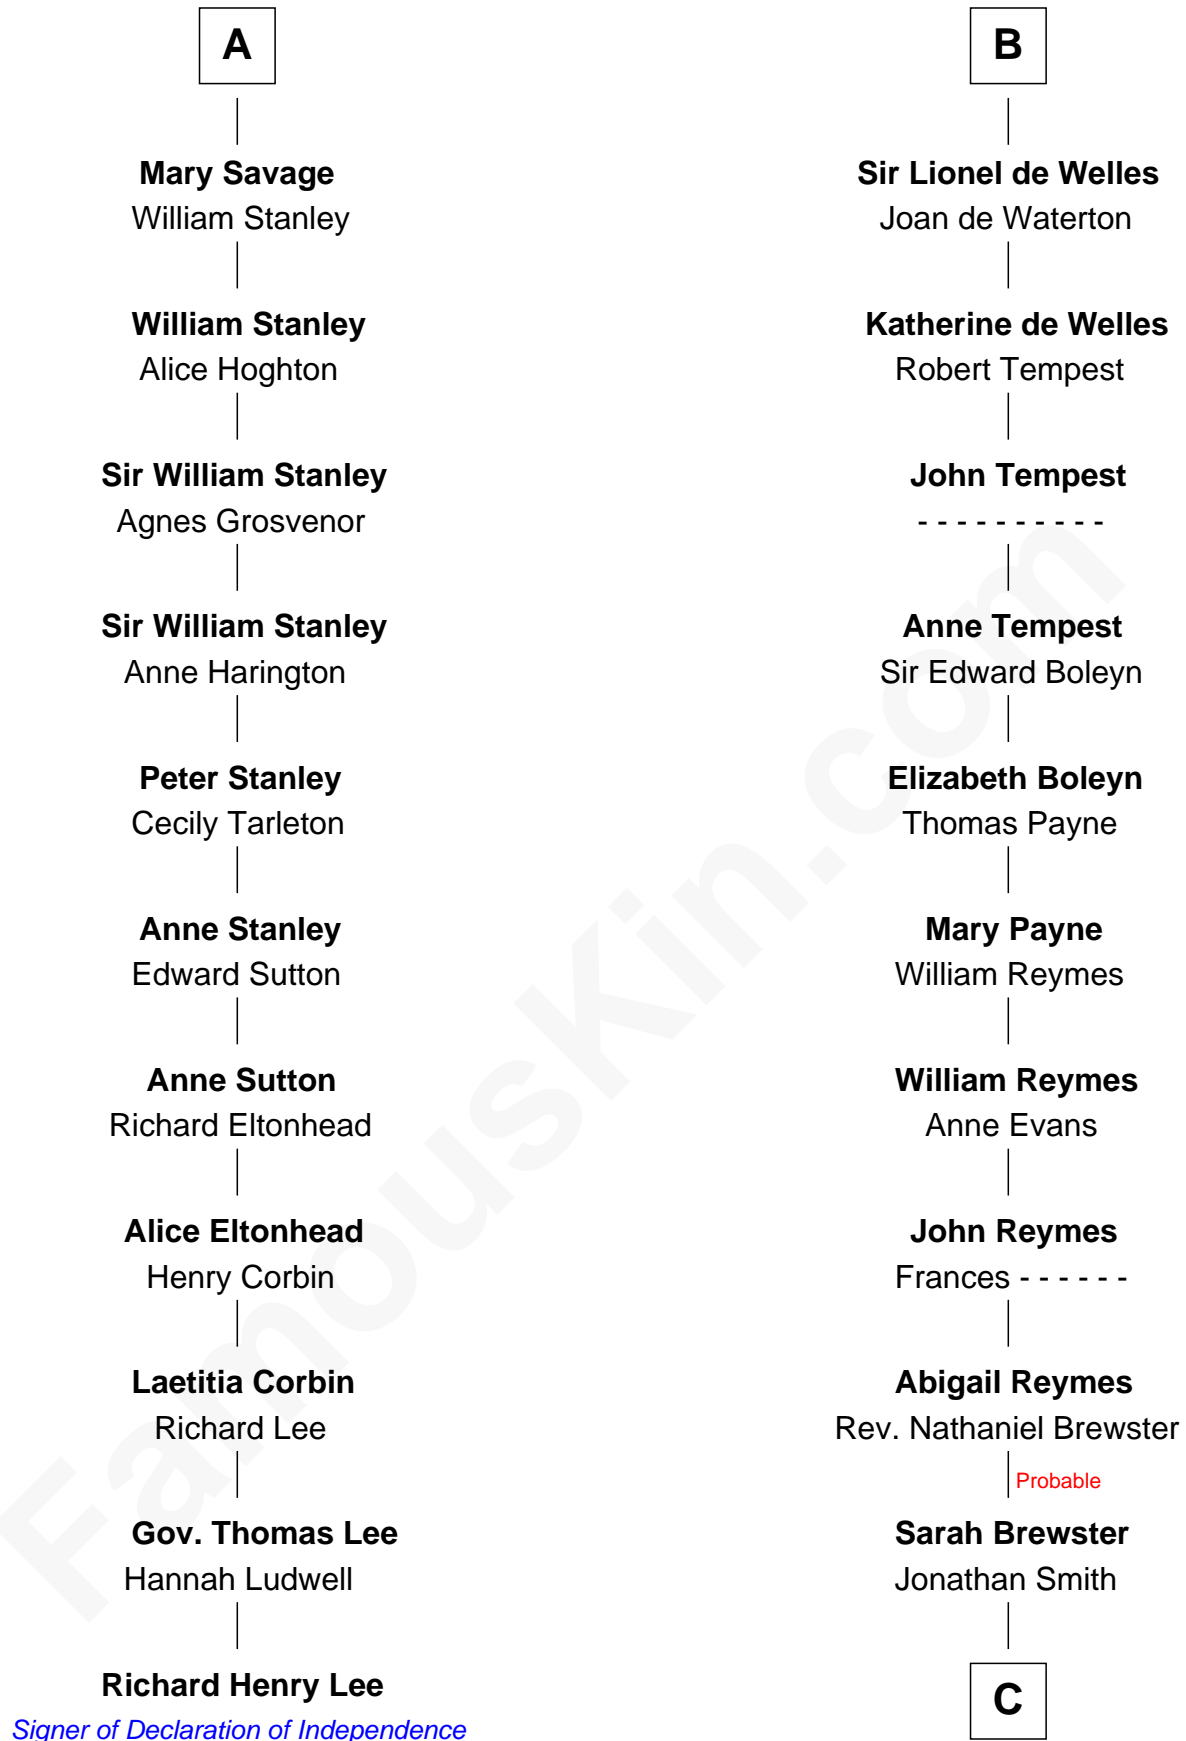 A
Mary Savage
William Stanley
William Stanley
Alice Hoghton
Sir William Stanley
Agnes Grosvenor
Sir William Stanley
Anne Harington
Peter Stanley
Cecily Tarleton
Anne Stanley
Edward Sutton
Anne Sutton
Richard Eltonhead
Alice Eltonhead
Henry Corbin
Laetitia Corbin
Richard Lee
Gov. Thomas Lee
Hannah Ludwell
Richard Henry Lee
Signer of Declaration of Independence
B
Sir Lionel de Welles
Joan de Waterton
Katherine de Welles
Robert Tempest
John Tempest
- - - - - - - - - -
Anne Tempest
Sir Edward Boleyn
Elizabeth Boleyn
Thomas Payne
Mary Payne
William Reymes
William Reymes
Anne Evans
John Reymes
Frances - - - - - -
Abigail Reymes
Rev. Nathaniel Brewster
Probable
Sarah Brewster
Jonathan Smith
C
FamousKin.com